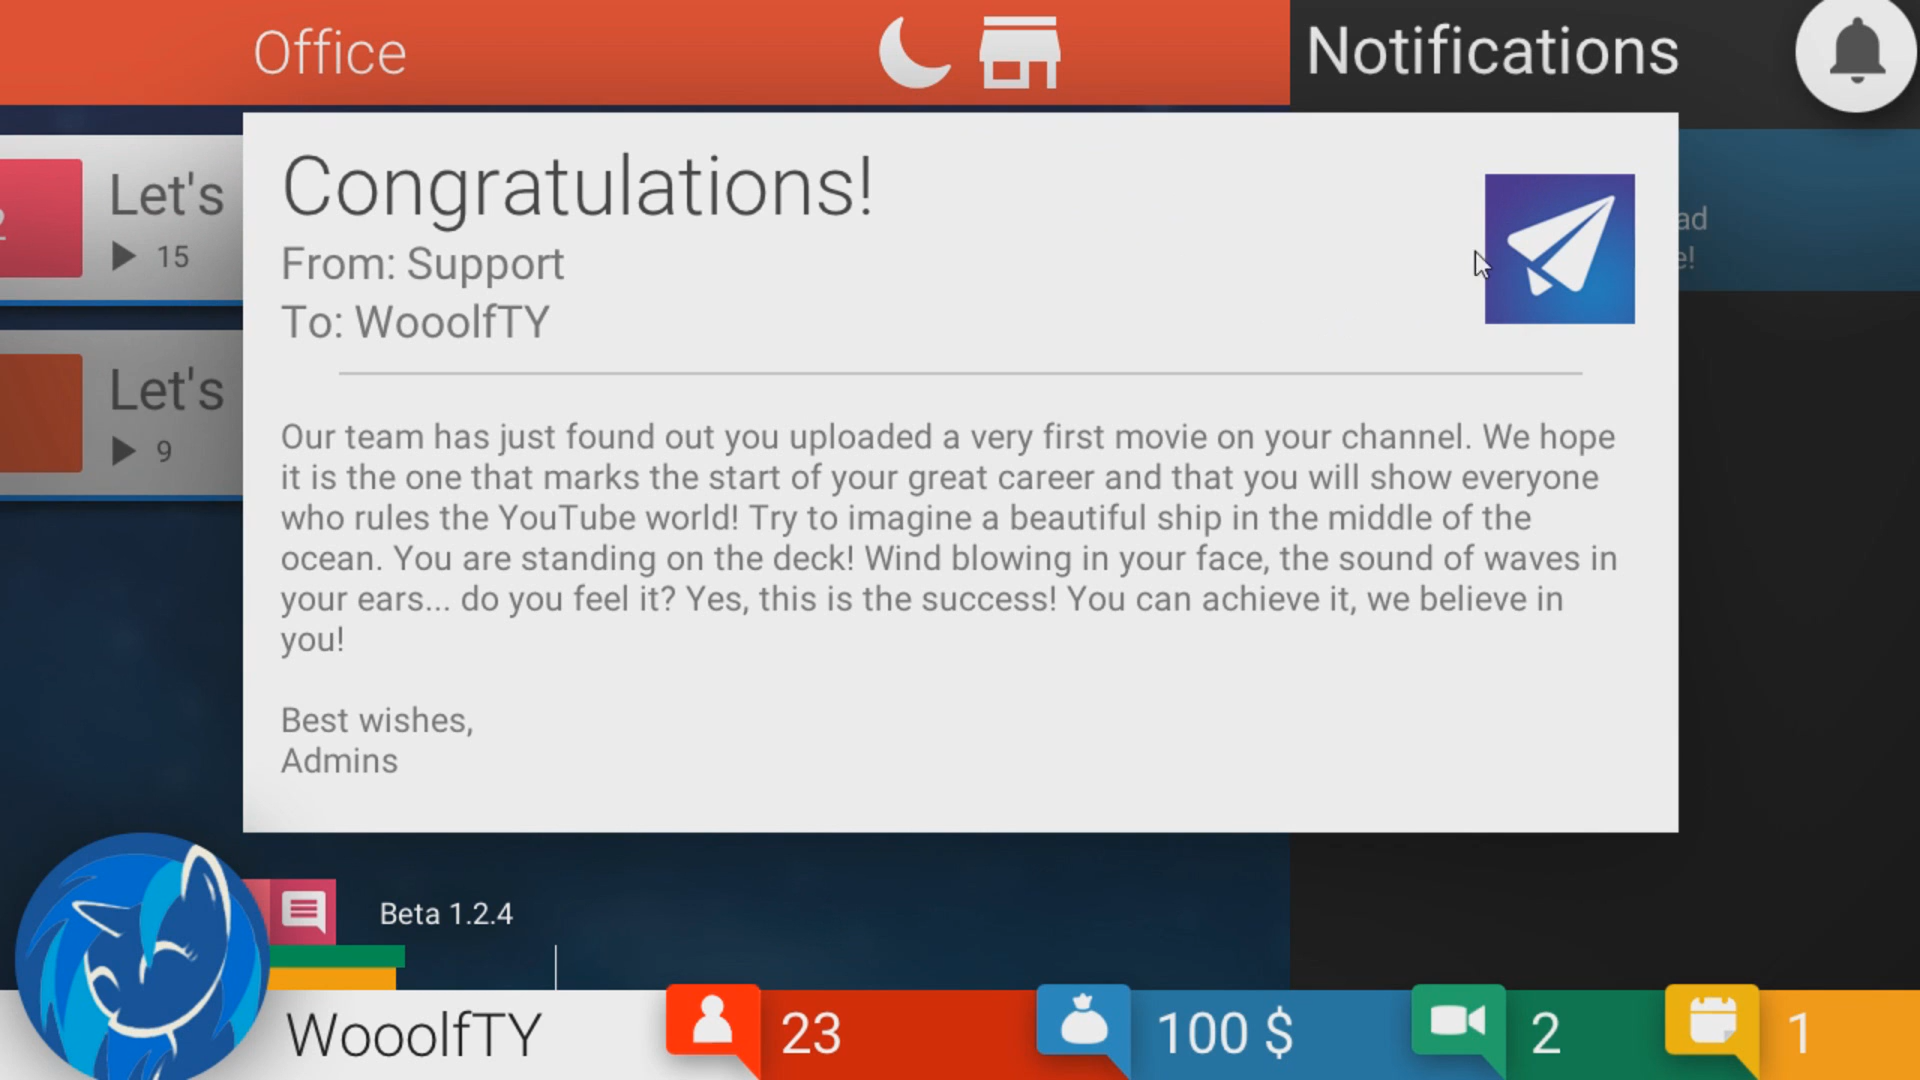 Office
Notifications
Congratulations!
From: Support
To: WooolfTY
Let's
15
Let's
9
Our team has just found out you uploaded a very first movie on your channel. We hope
it is the one that marks the start of your great career and that you will show everyone
who rules the YouTube world! Try to imagine a beautiful ship in the middle of the
ocean. You are standing on the deck! Wind blowing in your face, the sound of waves in
your ears... do you feel it? Yes, this is the success! You can achieve it, we believe in
you!
Best wishes,
Admins
Beta 1.2.4
WooolfTY
23
100 $
2
1